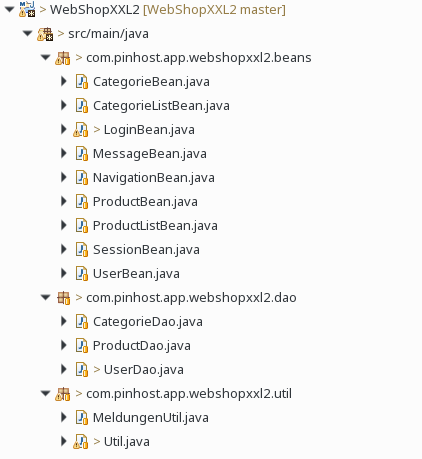 > WebShopXXL2 [WebShopXXL2 master]
> src/main/java
> com.pinhost.app.webshopxxl2.beans
CategorieBean.java
CategorieListBean.java
> LoginBean.java
MessageBean.java
NavigationBean.java
ProductBean.java
ProductListBean.java
SessionBean.java
UserBean.java
> com.pinhost.app.webshopxxl2.dao
CategorieDao.java
ProductDao.java
> UserDao.java
> com.pinhost.app.webshopxxl2.util
MeldungenUtil.java
> Util.java